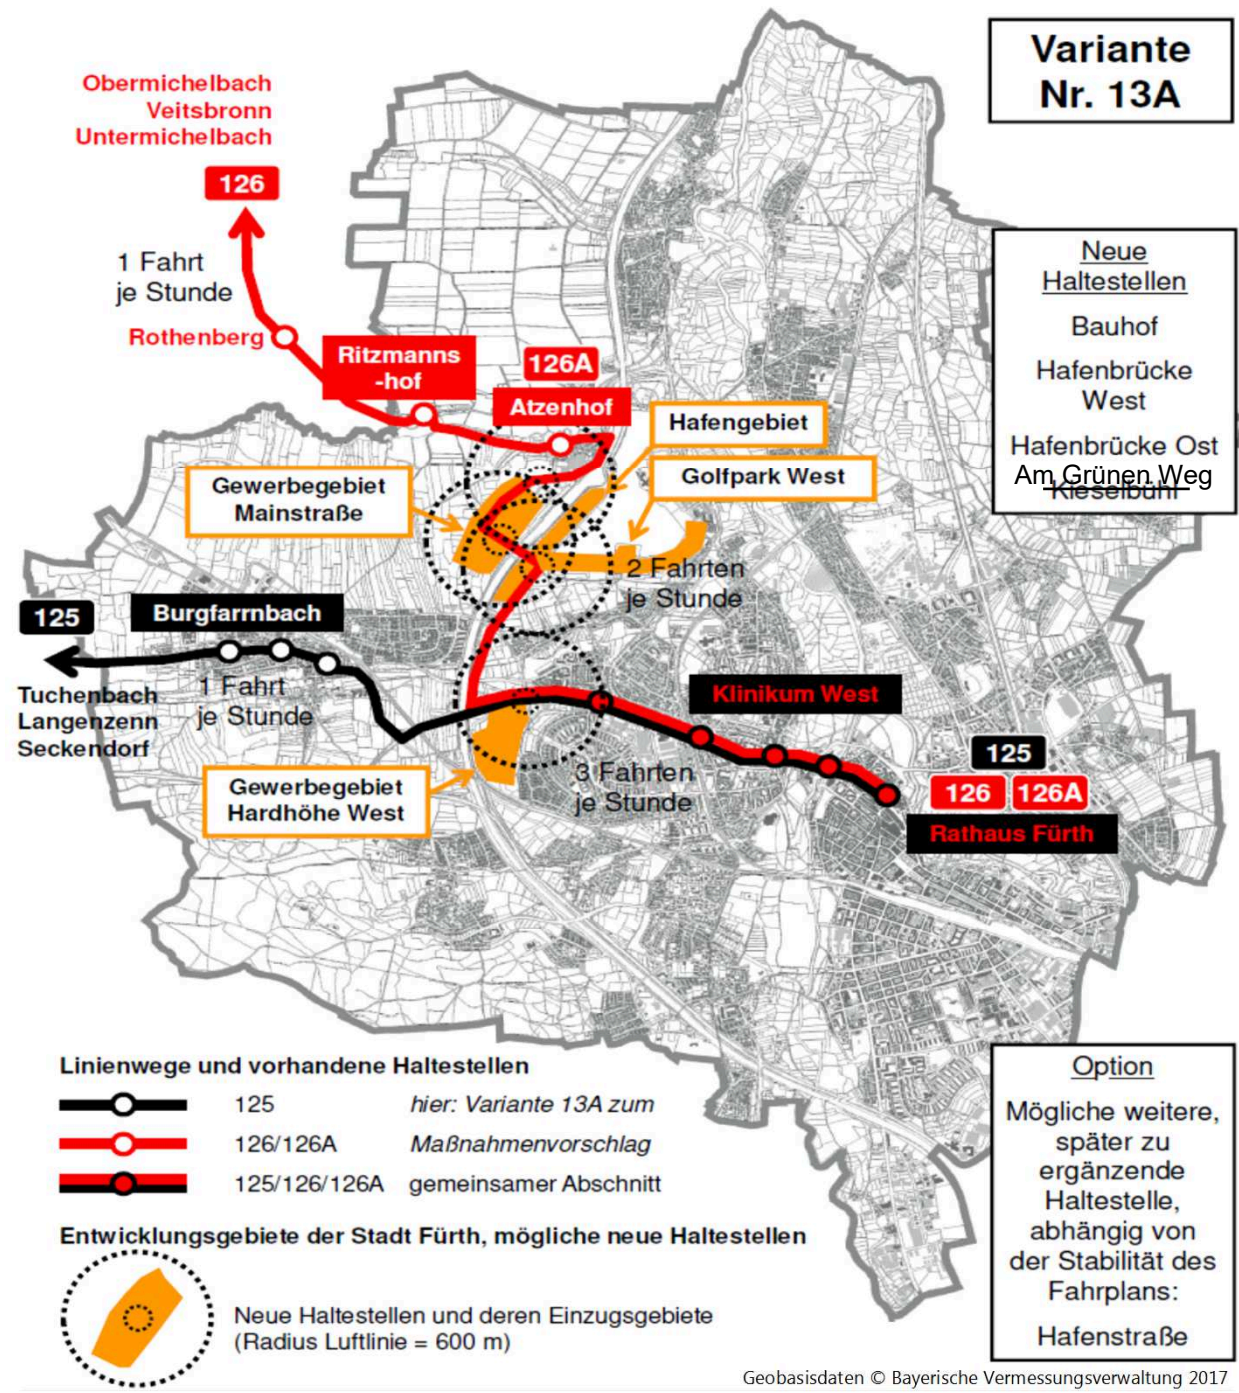 Variante
Nr. 13A
Obermichelbach
Veitsbronn
Untermichelbach
126
1 Fahrt
je Stunde
Rothenberg
Ritzmanns
-hof
126A
Atzenhof
Hafengebiet
Golfpark West
Gewerbegebiet
Mainstraße
2 Fahrten
je Stunde
Neue
Haltestellen
Bauhof
Hafenbrücke
West
Hafenbrücke Ost
Am Grünen Weg
Kieselbühl
125
Burgfarrnbach
Tuchenbach
Langenzenn
Seckendorf
1 Fahrt
je Stunde
Klinikum West
Gewerbegebiet
Hardhöhe West
3 Fahrten
je Stunde
125
126 126A
Rathaus Fürth
Linienwege und vorhandene Haltestellen
125 hier: Variante 13A zum
126/126A Maßnahmenvorschlag
125/126/126A gemeinsamer Abschnitt
Entwicklungsgebiete der Stadt Fürth, mögliche neue Haltestellen
Neue Haltestellen und deren Einzugsgebiete
(Radius Luftlinie = 600 m)
Option
Mögliche weitere,
später zu
ergänzende
Haltestelle,
abhängig von
der Stabilität des
Fahrplans:
Hafenstraße
Geobasisdaten © Bayerische Vermessungsverwaltung 2017